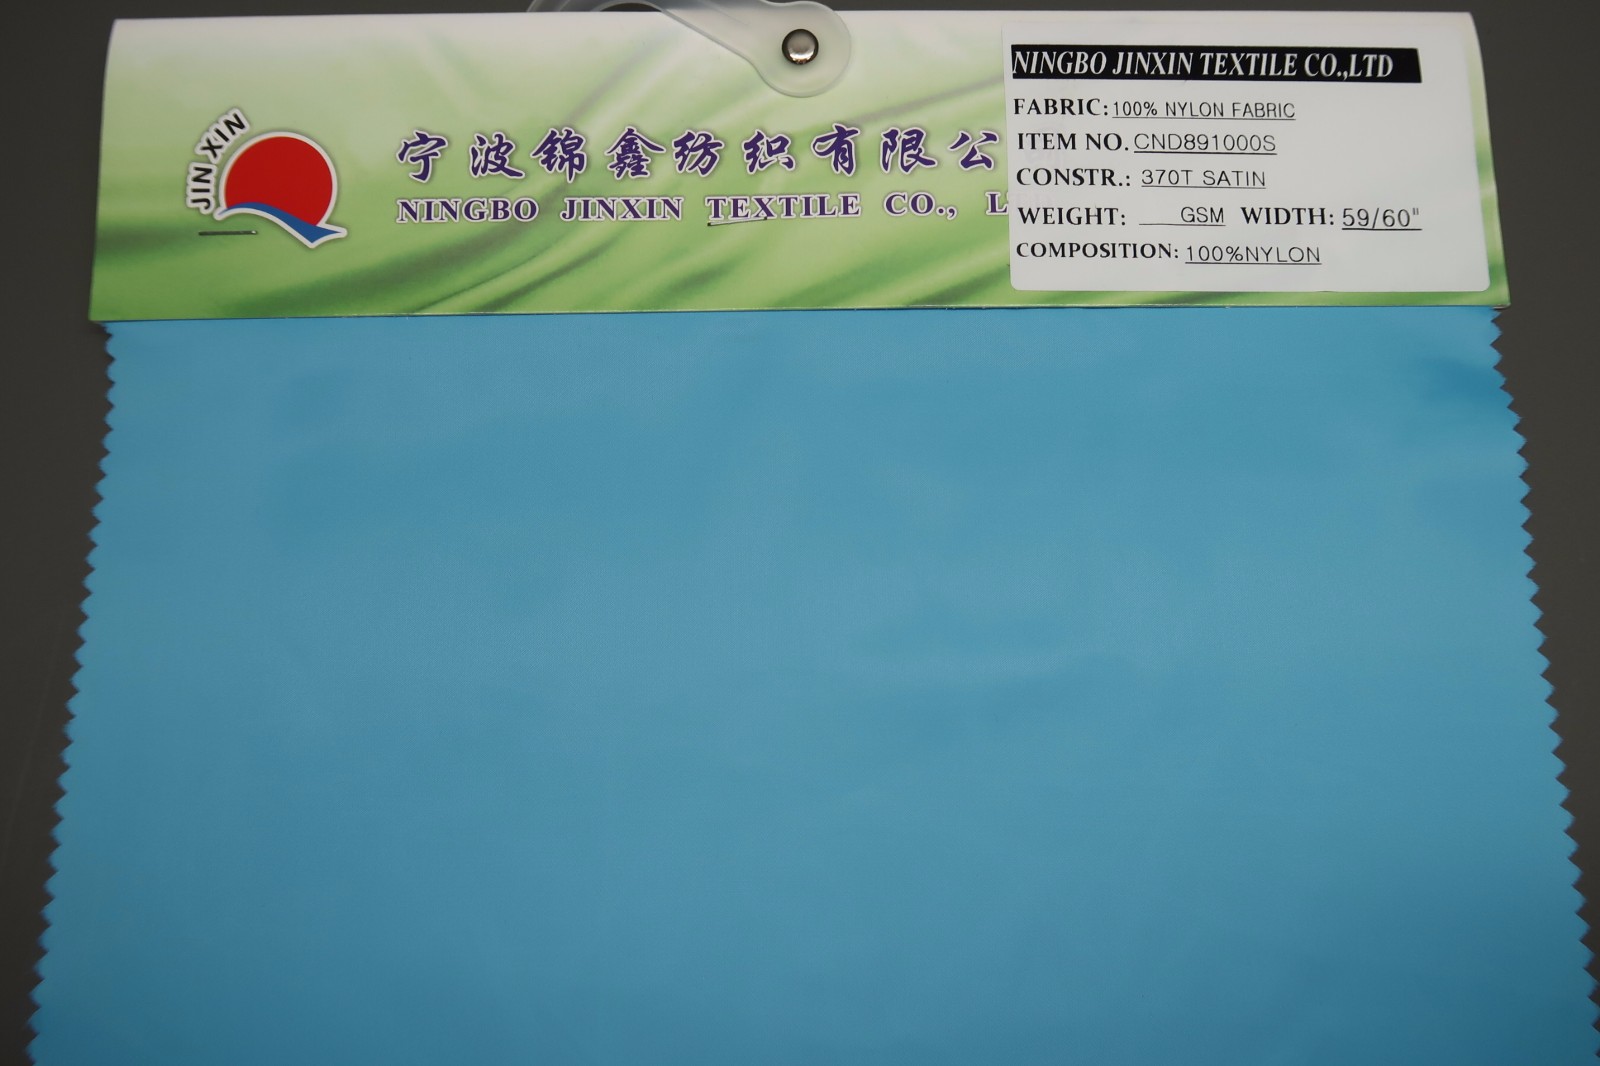 JIN XIN
宁波锦鑫纺织有限公
NINGBO JINXIN TEXTILE CO., L
NINGBO JINXIN TEXTILE CO.,LTD
FABRIC: 100% NYLON FABRIC
ITEM NO. CND891000S
CONSTR.: 370T SATIN
WEIGHT: ___ GSM WIDTH: 59/60"
COMPOSITION: 100%NYLON